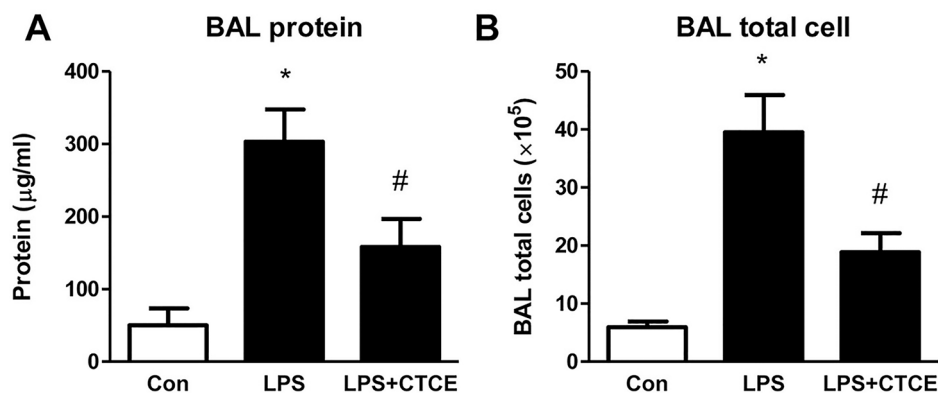 A
BAL protein
Protein (μg/ml)
400
300
200
100
0
*
#
Con
LPS
LPS+CTCE
B
BAL total cell
BAL total cells (×10⁵)
50
40
30
20
10
0
*
#
Con
LPS
LPS+CTCE